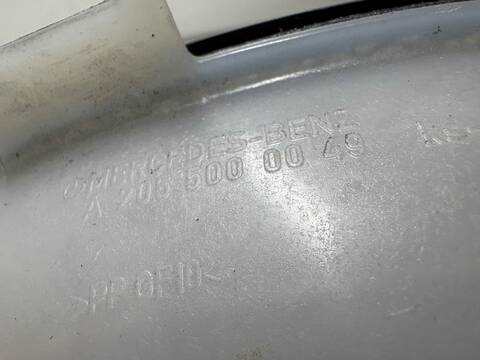 MERCEDES-BENZ
A 205 500 00 49
>PP GF10<